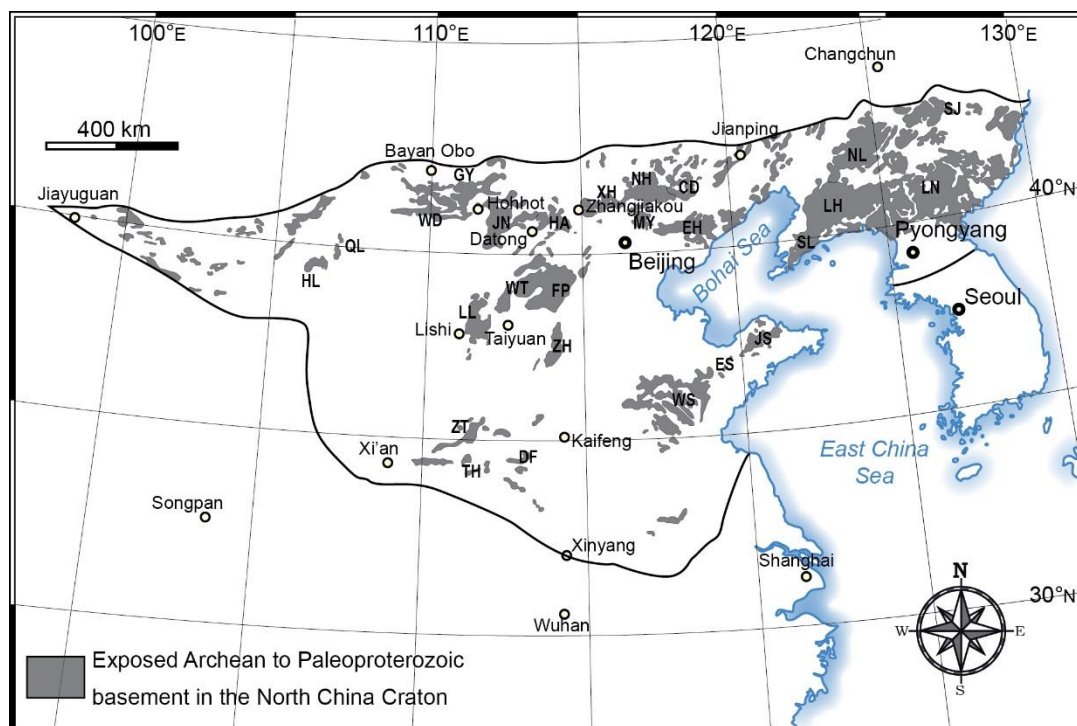 100°E
110°E
120°E
130°E
Changchun
400 km
SJ
Jianping
Bayan Obo
NL
GY
NH
Jiayuguan
XH
CD
LN
40°N
Hohhot
Zhangjiakou
WD
JN
HA
MY
EH
LH
Datong
QL
SL
Pyongyang
Beijing
Bohai Sea
HL
WT
FP
Seoul
LL
Lishi
Taiyuan
ZH
JS
ES
WS
ZT
Kaifeng
Xi'an
TH
DF
East China
Sea
Songpan
Xinyang
Shanghai
N
30°N
Wuhan
W
E
S
Exposed Archean to Paleoproterozoic
basement in the North China Craton